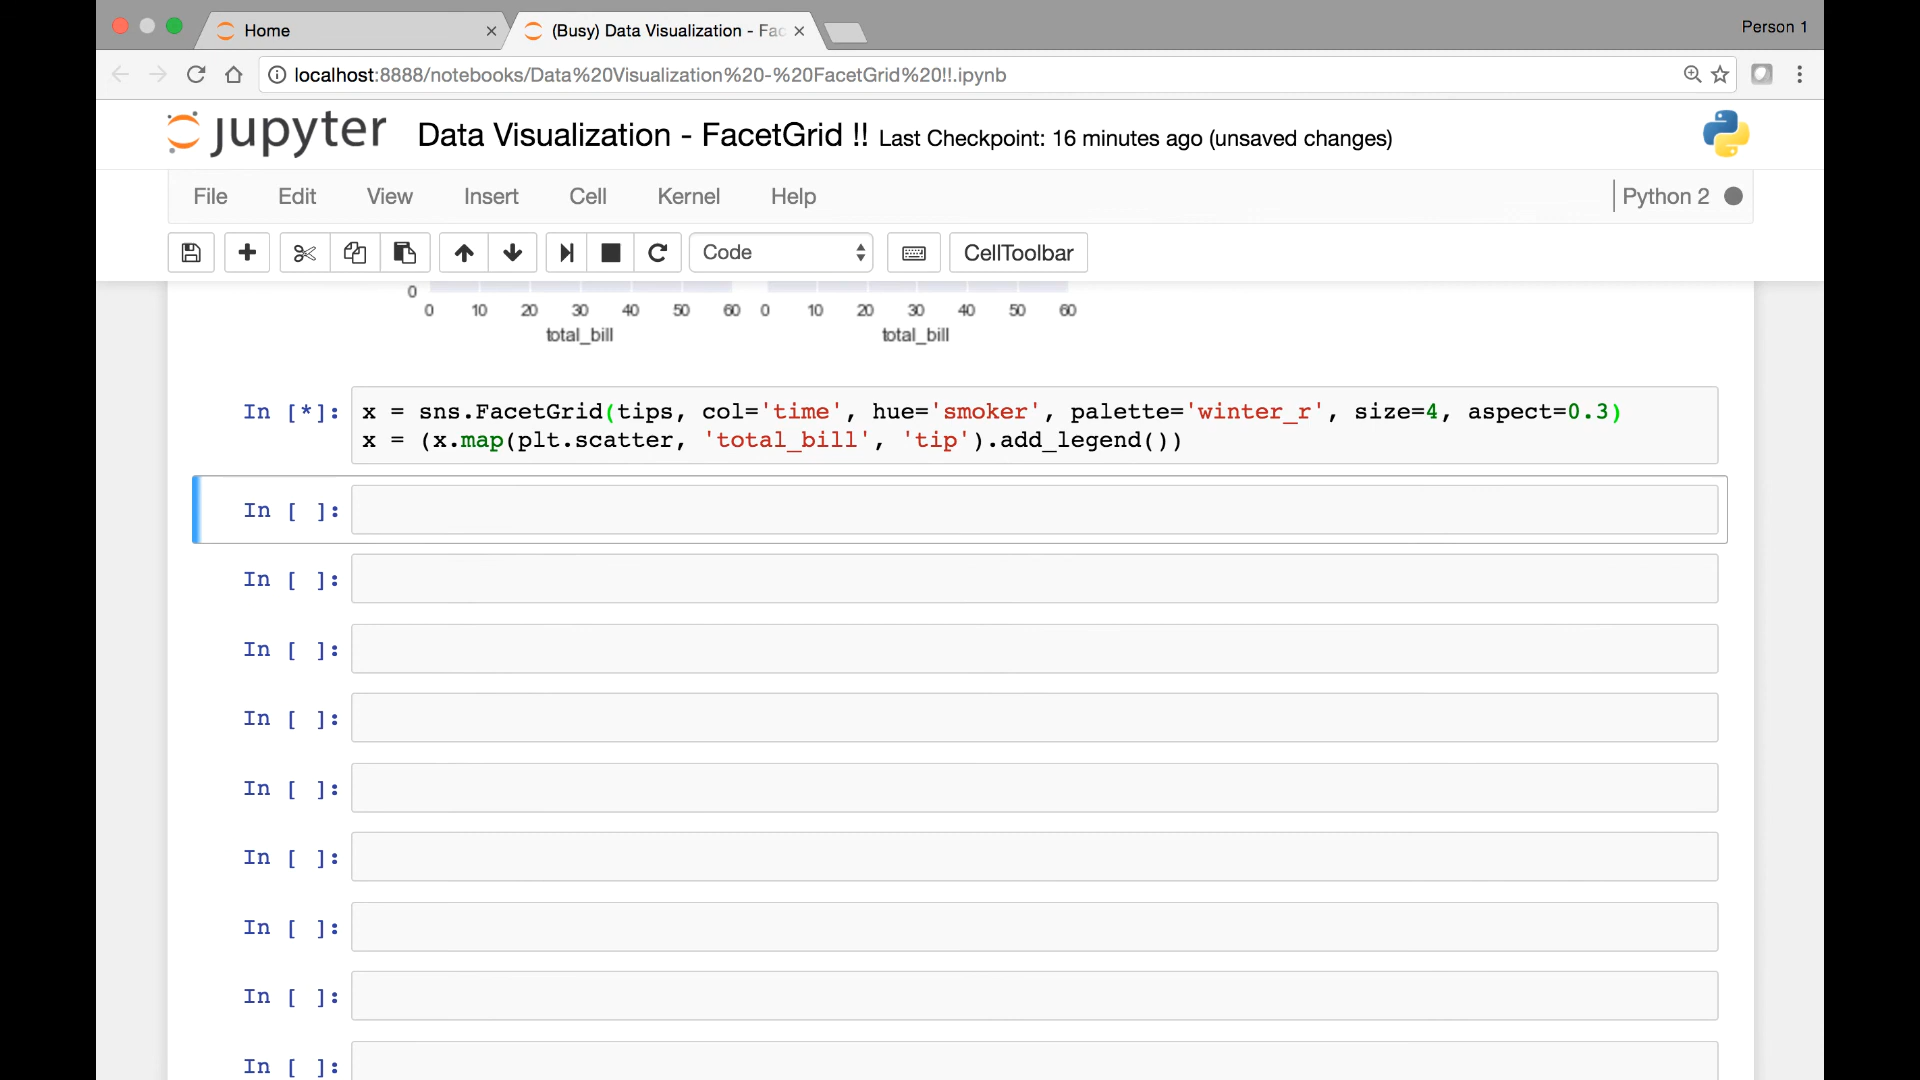 Home
(Busy) Data Visualization - Fac
Person 1
localhost:8888/notebooks/Data%20Visualization%20-%20FacetGrid%20!!.ipynb
jupyter Data Visualization - FacetGrid !! Last Checkpoint: 16 minutes ago (unsaved changes)
File Edit View Insert Cell Kernel Help Python 2
Code CellToolbar
0
0 10 20 30 40 50 60 0 10 20 30 40 50 60
total_bill total_bill
In [*]: x = sns.FacetGrid(tips, col='time', hue='smoker', palette='winter_r', size=4, aspect=0.3)
x = (x.map(plt.scatter, 'total_bill', 'tip').add_legend())
In [ ]:
In [ ]:
In [ ]:
In [ ]:
In [ ]:
In [ ]:
In [ ]:
In [ ]:
In [ ]: